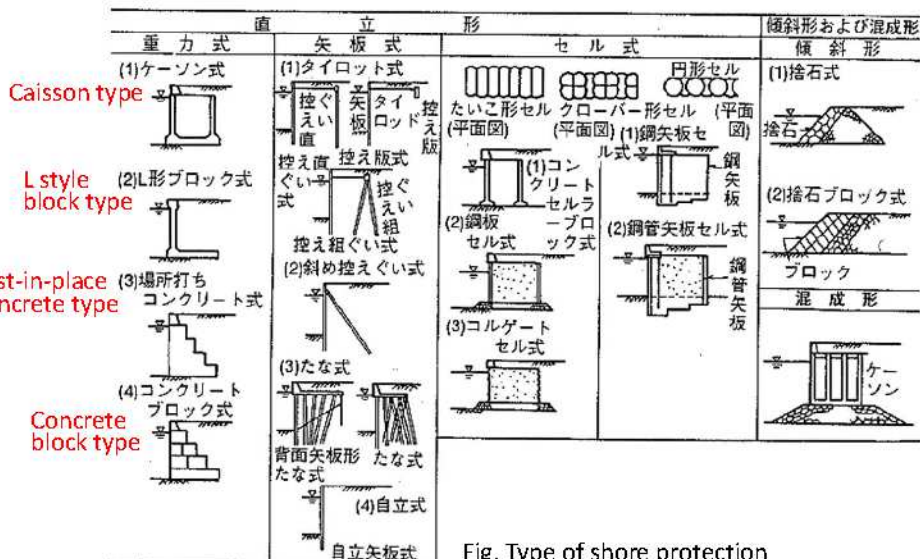 直立形
傾斜形および混成形
重力式
矢板式
セル式
傾斜形
Caisson type
(1)ケーソン式
L style
block type
(2)L形ブロック式
(3)場所打ち
コンクリート式
st-in-place
ncrete type
(4)コンクリート
ブロック式
Concrete
block type
(1)タイロット式
控ぐえい直
矢板
タイロッド
控え版
控え直ぐい式
控え版式
控ぐえい組
控え組ぐい式
(2)斜め控えぐい式
(3)たな式
背面矢板形
たな式
たな式
(4)自立式
自立矢板式
たいこ形セル
(平面図)
クローバー形セル
(平面図)
円形セル
(平面図)
(1)コンクリートセルラーブロック式
(2)鋼板
セル式
(3)コルゲート
セル式
(1)鋼矢板セル式
鋼矢板
(2)鋼管矢板セル式
鋼管矢板
(1)捨石式
捨石
(2)捨石ブロック式
ブロック
混成形
ケーソン
Fig. Type of shore protection